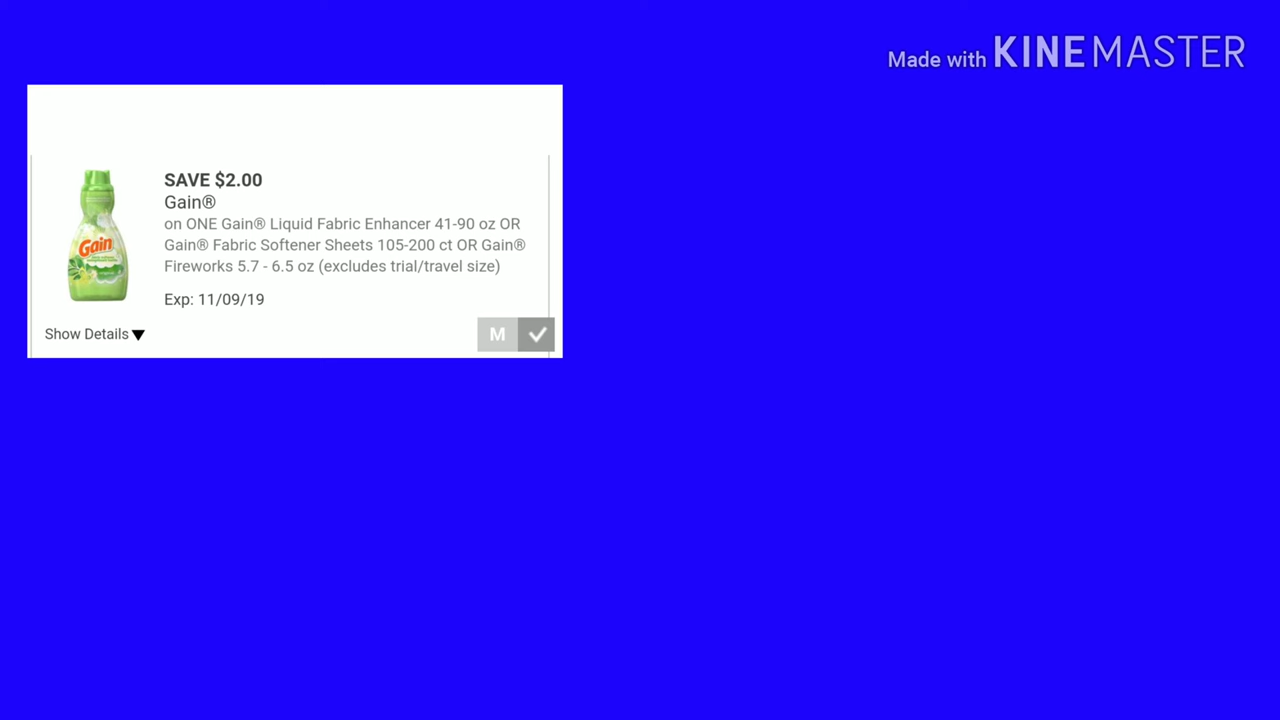 Made with KINEMASTER
SAVE $2.00
Gain®
on ONE Gain® Liquid Fabric Enhancer 41-90 oz OR
Gain® Fabric Softener Sheets 105-200 ct OR Gain®
Fireworks 5.7 - 6.5 oz (excludes trial/travel size)
Exp: 11/09/19
Show Details
M
Gain